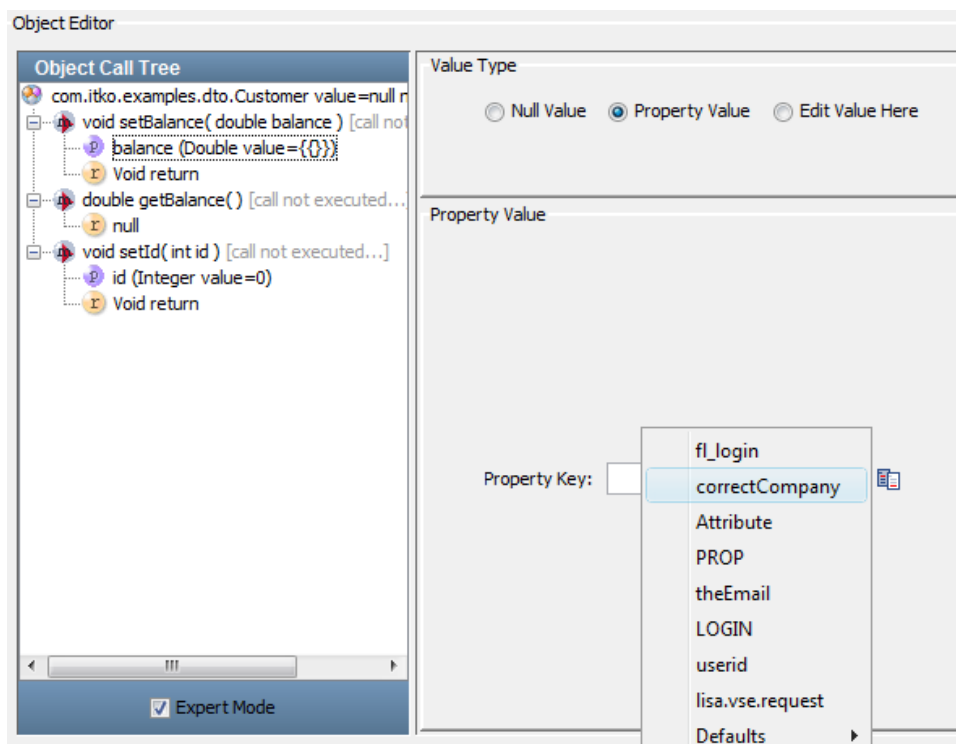 Object Editor
Object Call Tree
com.itko.examples.dto.Customer value=null
void setBalance( double balance ) [call not
balance (Double value={{}})
Void return
double getBalance( ) [call not executed...]
null
void setId( int id ) [call not executed...]
id (Integer value=0)
Void return
Expert Mode
Value Type
Null Value Property Value Edit Value Here
Property Value
Property Key:
fl_login
correctCompany
Attribute
PROP
theEmail
LOGIN
userid
lisa.vse.request
Defaults